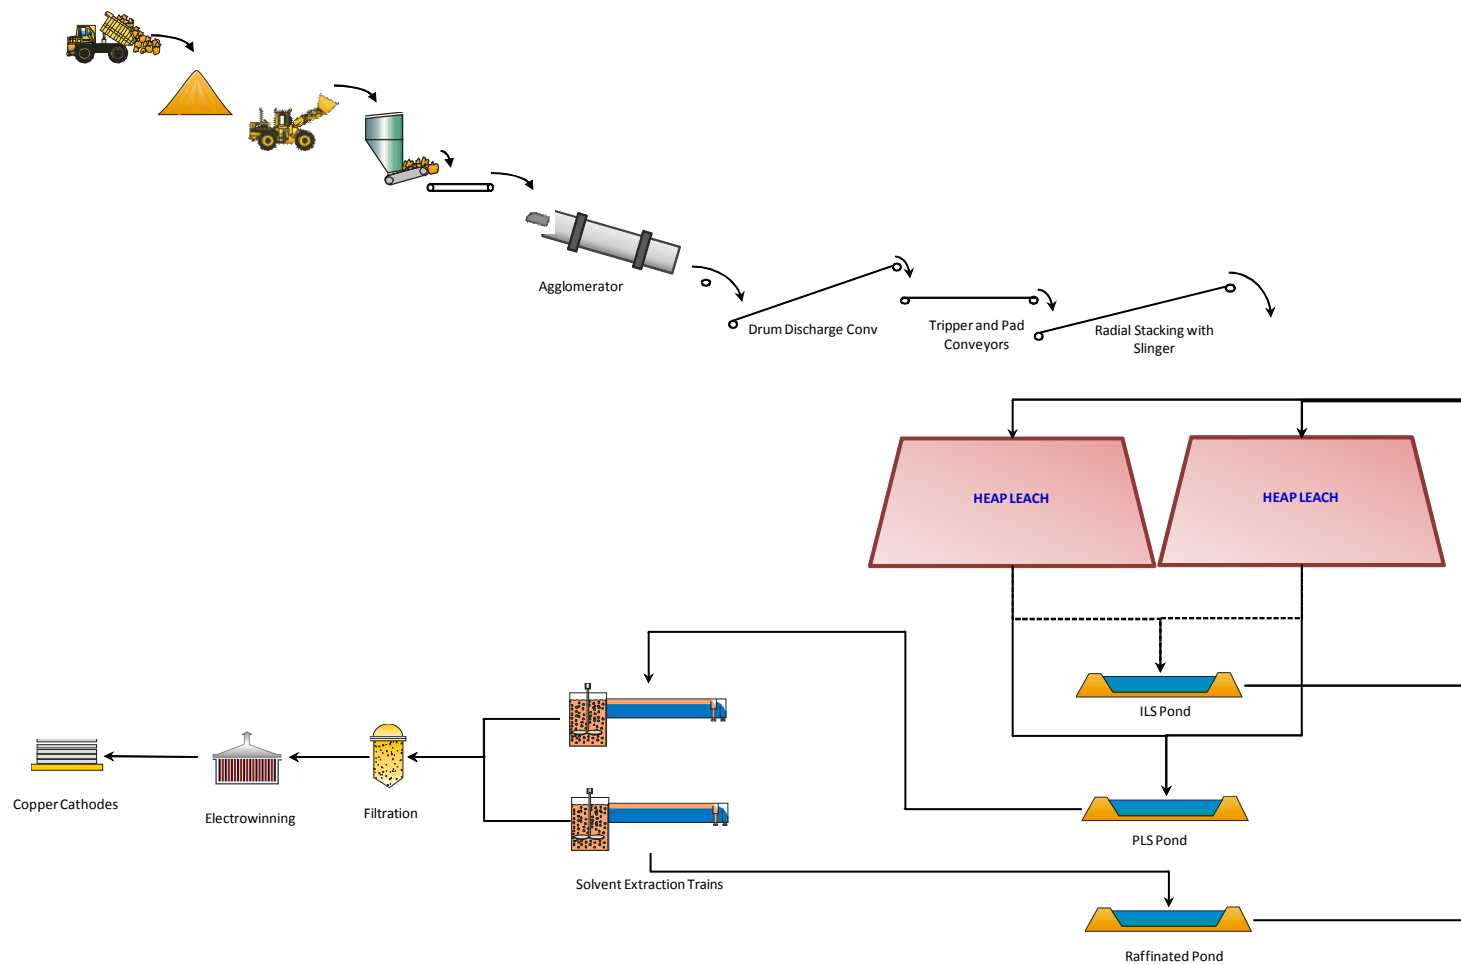 Agglomerator
Drum Discharge Conv
Tripper and Pad
Conveyors
Radial Stacking with
Slinger
HEAP LEACH
HEAP LEACH
ILS Pond
Copper Cathodes
Electrowinning
Filtration
PLS Pond
Solvent Extraction Trains
Raffinated Pond